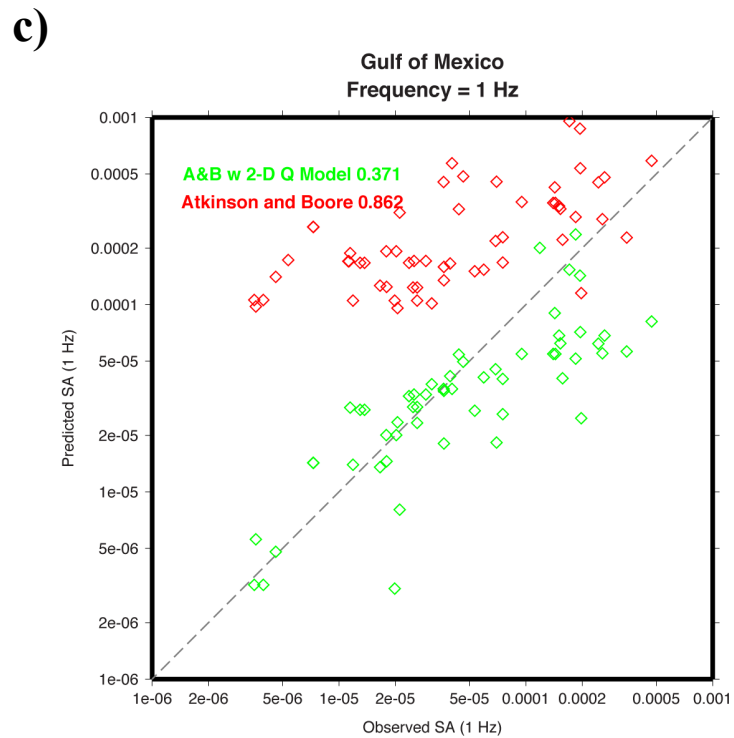 c)
Gulf of Mexico
Frequency = 1 Hz
A&B w 2-D Q Model 0.371
Atkinson and Boore 0.862
Predicted SA (1 Hz)
0.001
0.0005
0.0002
0.0001
5e-05
2e-05
1e-05
5e-06
2e-06
1e-06
1e-06 2e-06 5e-06 1e-05 2e-05 5e-05 0.0001 0.0002 0.0005 0.001
Observed SA (1 Hz)